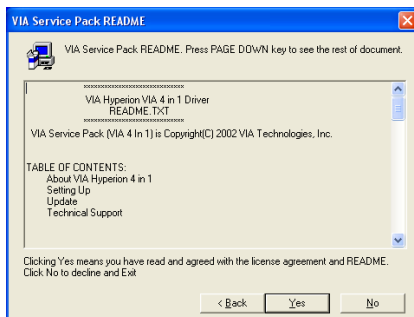 VIA Service Pack README
VIA Service Pack README. Press PAGE DOWN key to see the rest of document.
VIA Hyperion VIA 4 in 1 Driver
README.TXT
VIA Service Pack (VIA 4 In 1) is Copyright(C) 2002 VIA Technologies, Inc.
TABLE OF CONTENTS:
About VIA Hyperion 4 in 1
Setting Up
Update
Technical Support
Clicking Yes means you have read and agreed with the license agreement and README.
Click No to decline and Exit
< Back
Yes
No